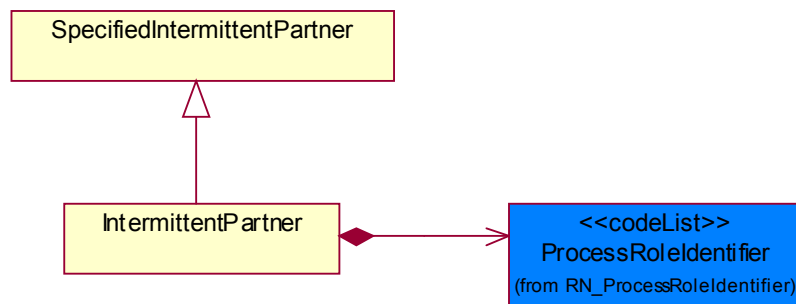 SpecifiedIntermittentPartner
IntermittentPartner
<<codeList>>
ProcessRoleIdentifier
(from RN_ProcessRoleIdentifier)